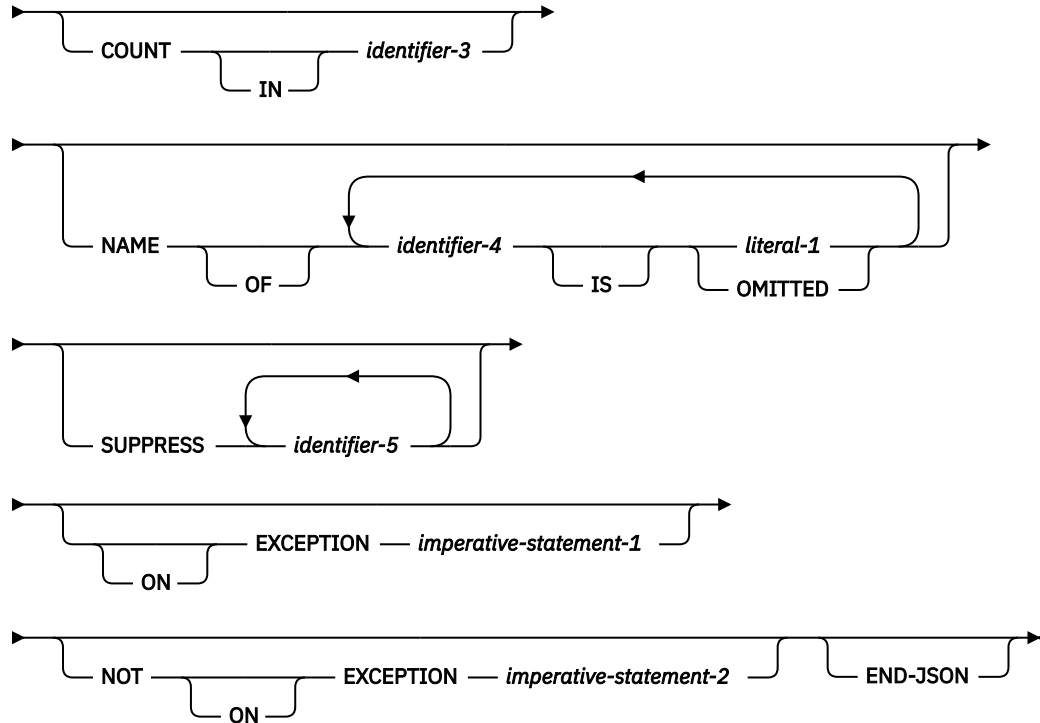 COUNT IN identifier-3
NAME OF identifier-4 IS literal-1
OMITTED
SUPPRESS identifier-5
ON EXCEPTION imperative-statement-1
NOT ON EXCEPTION imperative-statement-2 END-JSON